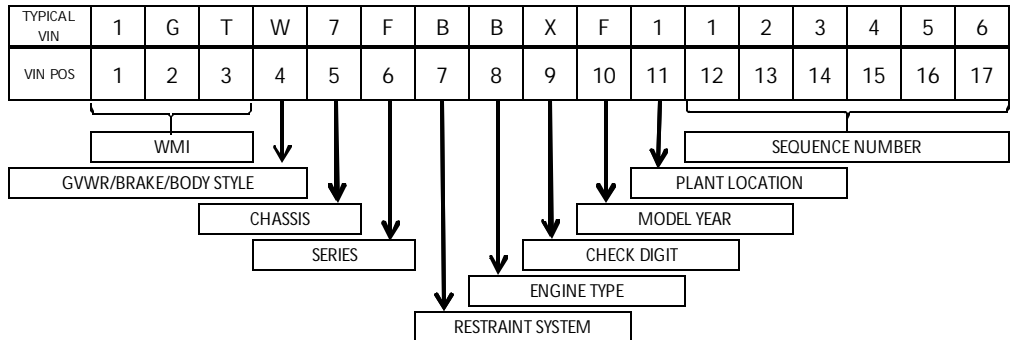 TYPICAL VIN 1 G T W 7 F B B X F 1 1 2 3 4 5 6
VIN POS 1 2 3 4 5 6 7 8 9 10 11 12 13 14 15 16 17
WMI SEQUENCE NUMBER
GVWR/BRAKE/BODY STYLE PLANT LOCATION
CHASSIS MODEL YEAR
SERIES CHECK DIGIT
ENGINE TYPE
RESTRAINT SYSTEM